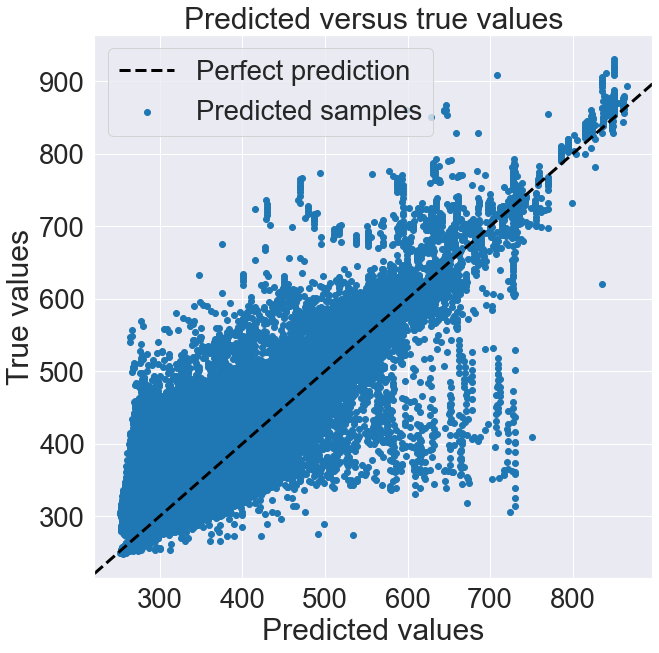 Predicted versus true values
Perfect prediction
Predicted samples
900
800
700
600
500
400
300
True values
300 400 500 600 700 800
Predicted values